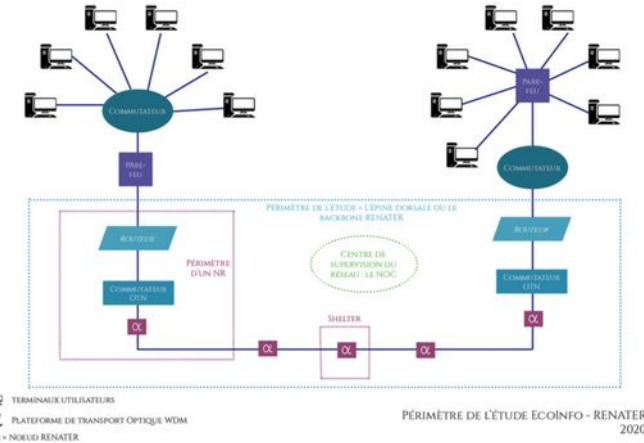 COMMUTATEUR
PARE-
FEU
PARE-
FEU
COMMUTATEUR
PÉRIMÈTRE DE L'ÉTUDE = L'ÉPINE DORSALE OU LE
BACKBONE RENATER
ROUTEUR
PÉRIMÈTRE
D'UN NR
COMMUTATEUR
OTN
CENTRE DE
SUPERVISION DU
RÉSEAU : LE NOC
ROUTEUR
COMMUTATEUR
OTN
SHELTER
α
α
α
α
α
TERMINAUX UTILISATEURS
PLATEFORME DE TRANSPORT OPTIQUE WDM
= NOEUD RENATER
PÉRIMÈTRE DE L'ÉTUDE ECOINFO - RENATER
2020